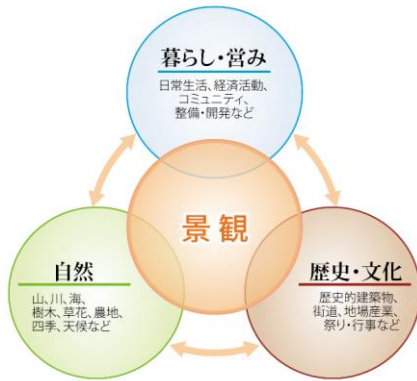 暮らし・営み
日常生活、経済活動、
コミュニティ、
整備・開発など
景観
自然
山、川、海、
樹木、草花、農地、
四季、天候など
歴史・文化
歴史的建築物、
街道、地場産業、
祭り・行事など